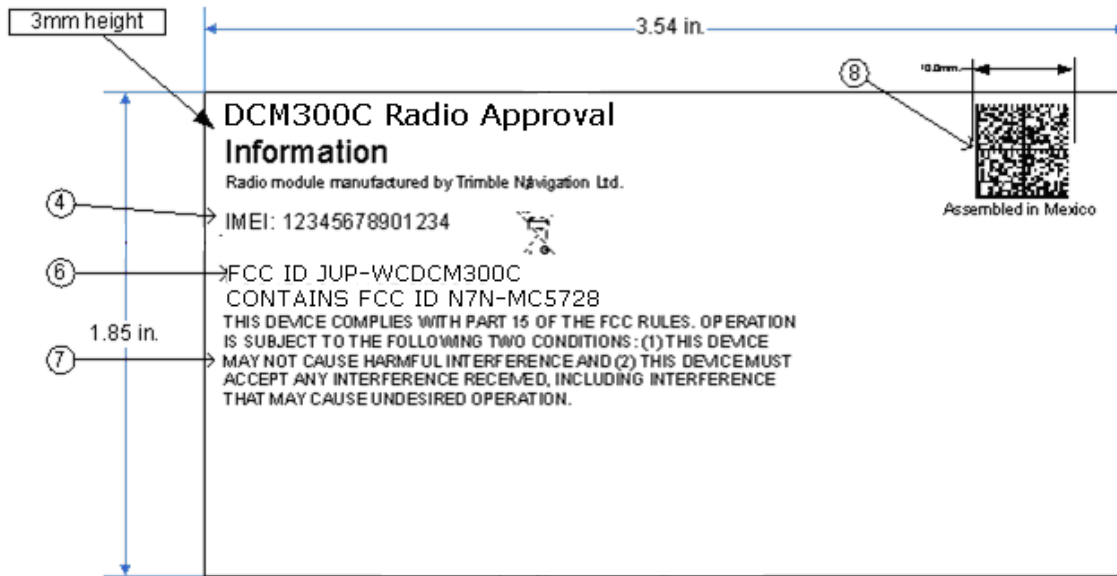 3mm height
3.54 in.
8
10.0mm
DCM300C Radio Approval
Information
Radio module manufactured by Trimble Navigation Ltd.
4
IMEI: 12345678901234
Assembled in Mexico
6
FCC ID JUP-WCDCM300C
CONTAINS FCC ID N7N-MC5728
1.85 in.
THIS DEVICE COMPLIES WITH PART 15 OF THE FCC RULES. OPERATION
IS SUBJECT TO THE FOLLOWING TWO CONDITIONS: (1) THIS DEVICE
7
MAY NOT CAUSE HARMFUL INTERFERENCE AND (2) THIS DEVICE MUST
ACCEPT ANY INTERFERENCE RECEIVED, INCLUDING INTERFERENCE
THAT MAY CAUSE UNDESIRED OPERATION.